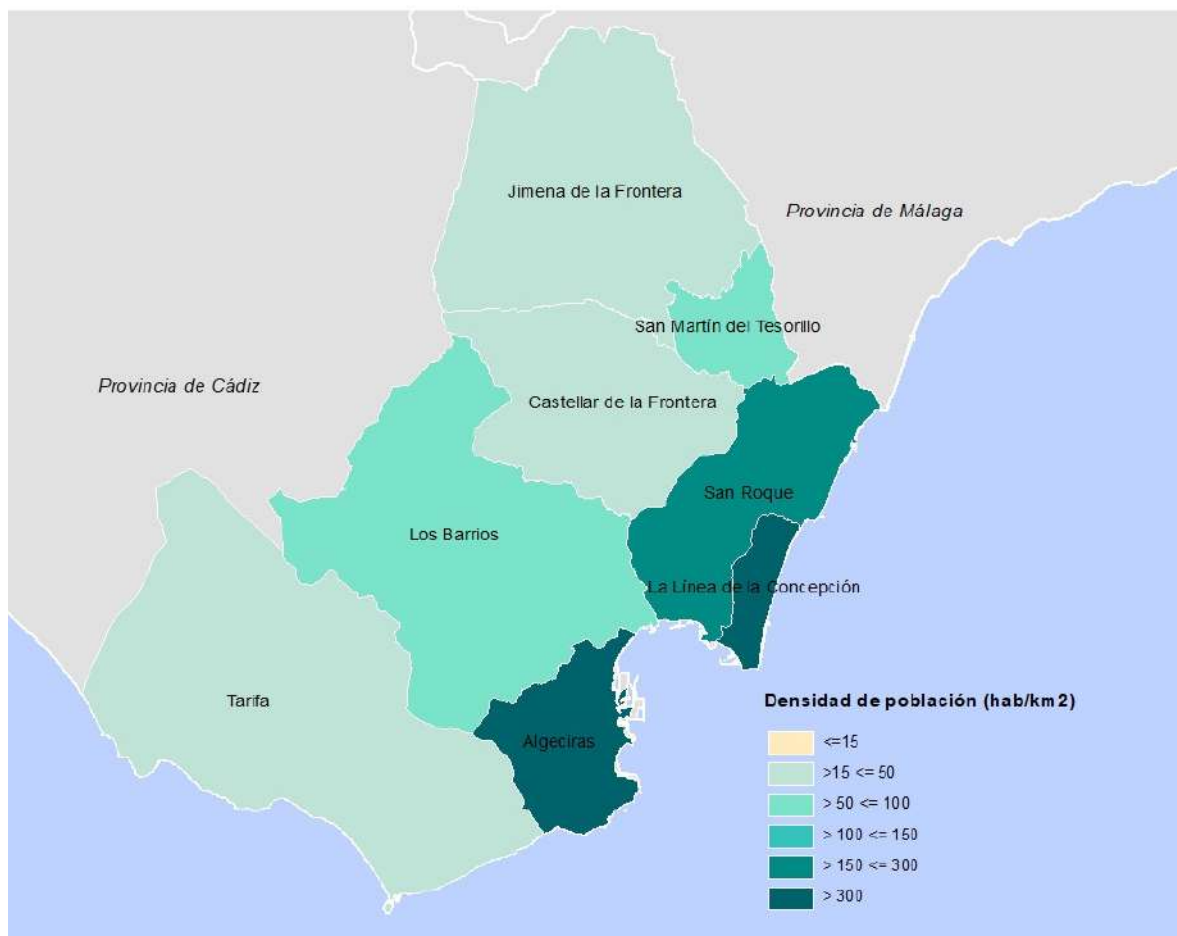 Jimena de la Frontera
Provincia de Málaga
San Martín del Tesorillo
Provincia de Cádiz
Castellar de la Frontera
San Roque
Los Barrios
La Línea de la Concepción
Tarifa
Algeciras
Densidad de población (hab/km2)
<=15
>15 <= 50
> 50 <= 100
> 100 <= 150
> 150 <= 300
> 300